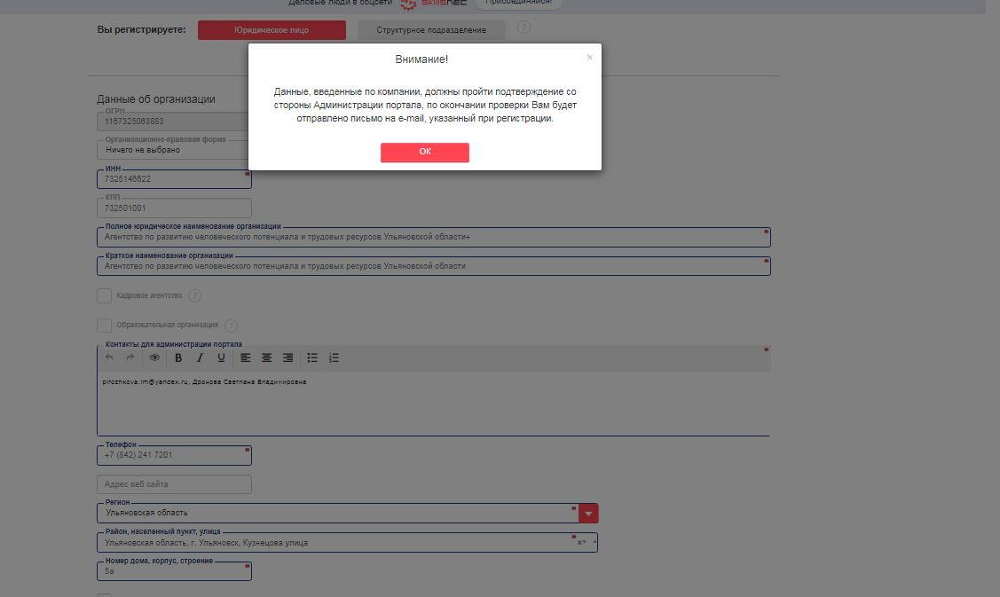 Деловые люди в соцсети skillsnet Присоединяйся!
Вы регистрируете: Юридическое лицо Структурное подразделение ?
Внимание! ×
Данные, введенные по компании, должны пройти подтверждение со
стороны Администрации портала, по окончании проверки Вам будет
отправлено письмо на e-mail, указанный при регистрации.
ОК
Данные об организации
ОГРН
1167325063883
Организационно-правовая форма
Ничего не выбрано
ИНН
7325146622
КПП
732501001
Полное юридическое наименование организации
Агентство по развитию человеческого потенциала и трудовых ресурсов Ульяновской области+
Краткое наименование организации
Агентство по развитию человеческого потенциала и трудовых ресурсов Ульяновской области
Кадровое агентство ?
Образовательная организация ?
Контакты для администрации портала
B I U
pirozhkova.lm@yandex.ru, Дронова Светлана Владимировна
Телефон
+7 (842) 241 7201
Адрес веб сайта
Регион
Ульяновская область
Район, населенный пункт, улица
Ульяновская область, г. Ульяновск, Кузнецова улица
Номер дома, корпус, строение
5а